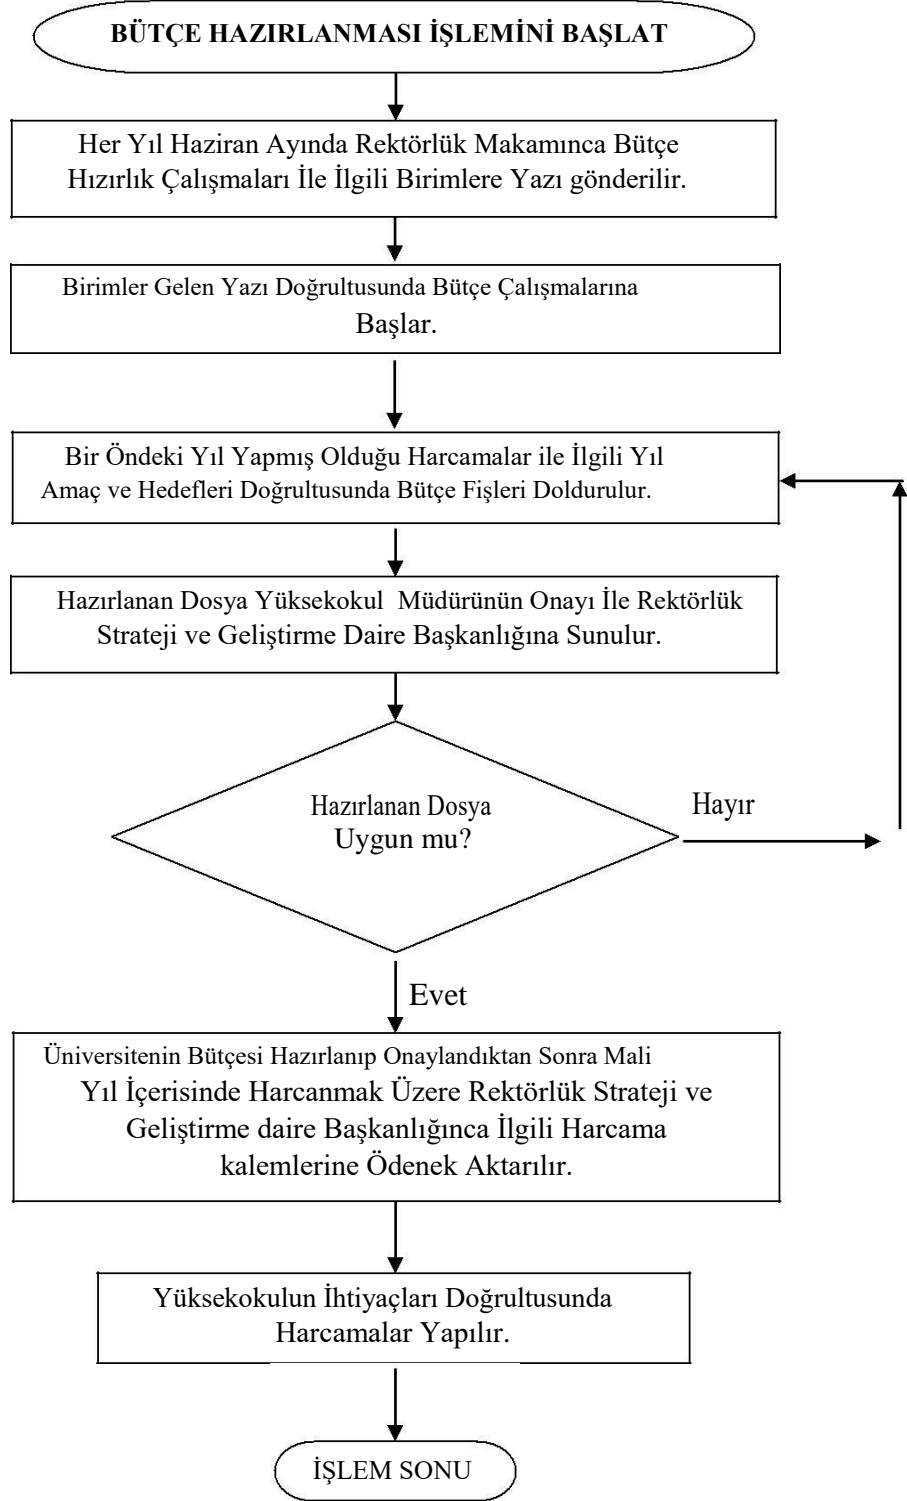 BÜTÇE HAZIRLANMASI İŞLEMİNİ BAŞLAT
Her Yıl Haziran Ayında Rektörlük Makamınca Bütçe
Hızırlık Çalışmaları İle İlgili Birimlere Yazı gönderilir.
Birimler Gelen Yazı Doğrultusunda Bütçe Çalışmalarına
Başlar.
Bir Öndeki Yıl Yapmış Olduğu Harcamalar ile İlgili Yıl
Amaç ve Hedefleri Doğrultusunda Bütçe Fişleri Doldurulur.
Hazırlanan Dosya Yüksekokul Müdürünün Onayı İle Rektörlük
Strateji ve Geliştirme Daire Başkanlığına Sunulur.
Hazırlanan Dosya
Uygun mu?
Hayır
Evet
Üniversitenin Bütçesi Hazırlanıp Onaylandıktan Sonra Mali
Yıl İçerisinde Harcanmak Üzere Rektörlük Strateji ve
Geliştirme daire Başkanlığınca İlgili Harcama
kalemlerine Ödenek Aktarılır.
Yüksekokulun İhtiyaçları Doğrultusunda
Harcamalar Yapılır.
İŞLEM SONU